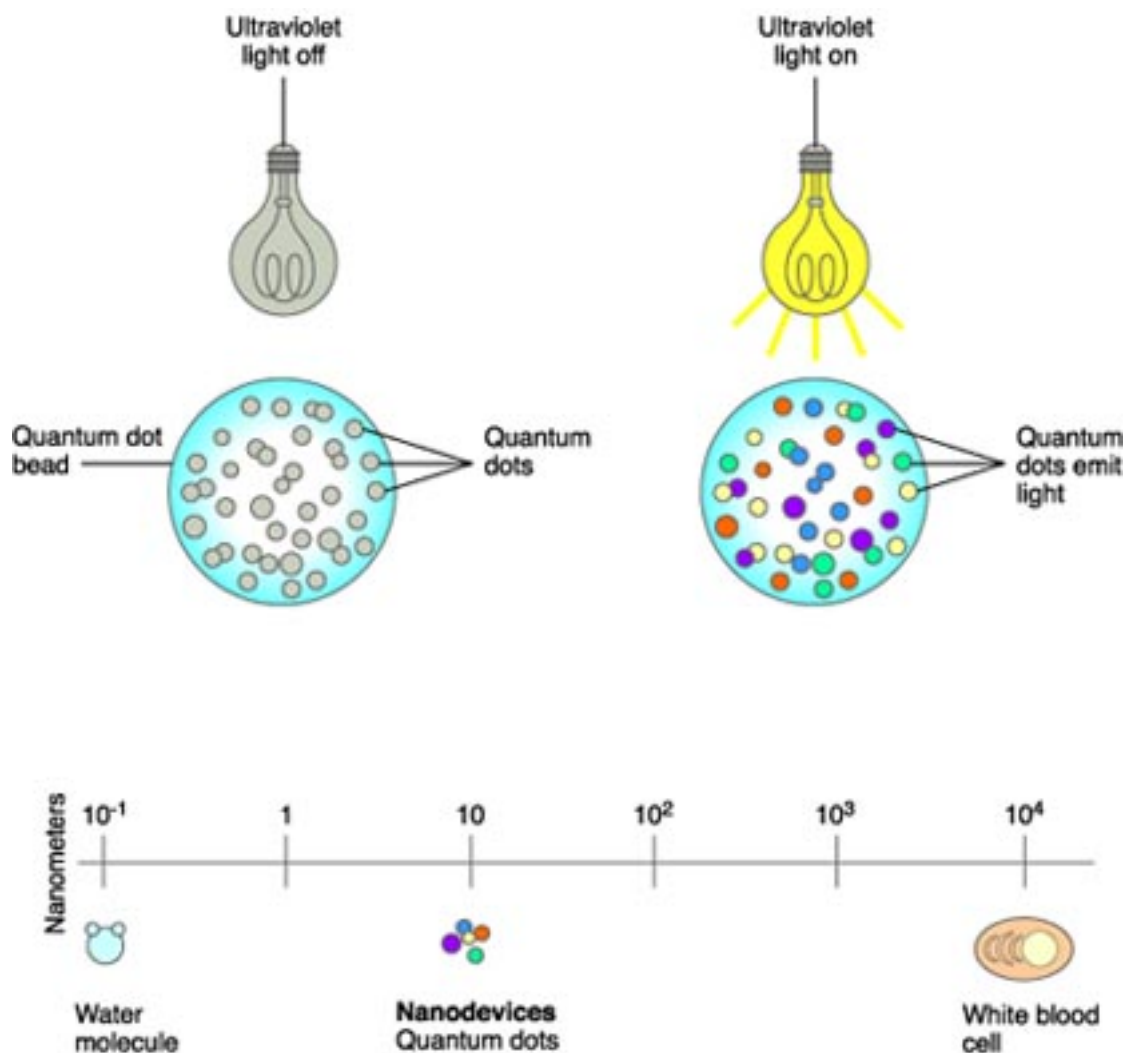 Ultraviolet
light off
Ultraviolet
light on
Quantum dot
bead
Quantum
dots
Quantum
dots emit
light
Nanometers
10⁻¹
1
10
10²
10³
10⁴
Water
molecule
Nanodevices
Quantum dots
White blood
cell